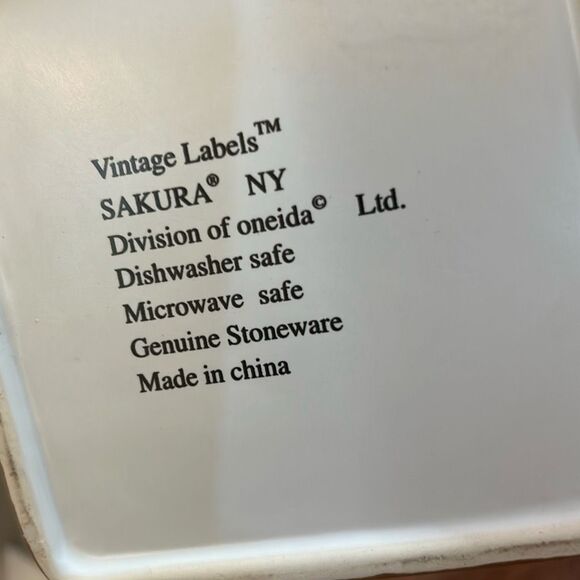 Vintage Labels™
SAKURA® NY
Division of oneida© Ltd.
Dishwasher safe
Microwave safe
Genuine Stoneware
Made in china